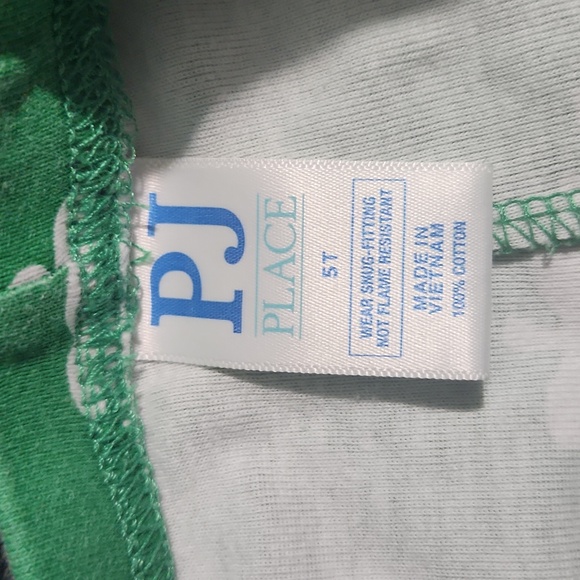 PJ
PLACE
5T
WEAR SNUG-FITTING
NOT FLAME RESISTANT
MADE IN
VIETNAM
100% COTTON